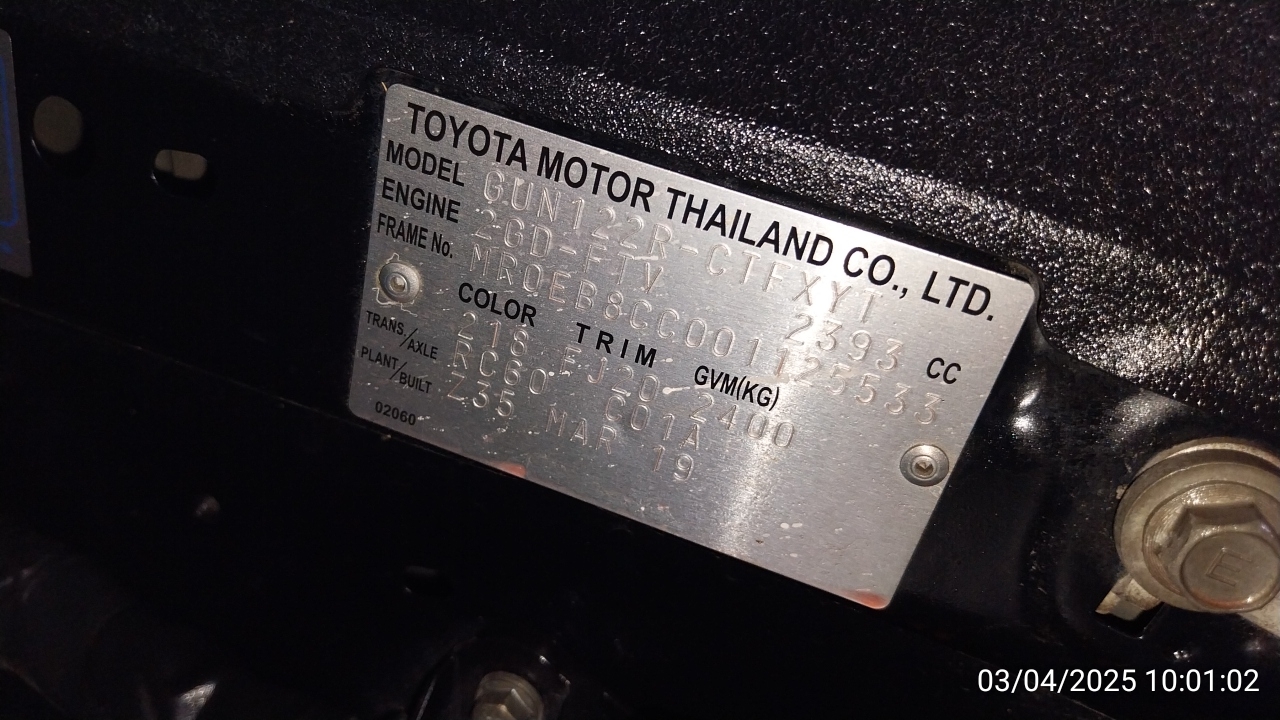 TOYOTA MOTOR THAILAND CO., LTD.
MODEL GUN122R-CTFXYT
ENGINE 2GD-FTV 2393 CC
FRAME No. MR0EB8CC001125533
COLOR TRIM GVM(KG)
218 FJ20 2400
TRANS./AXLE RC60 C01A
PLANT/BUILT Z35 MAR 19
02060
E
03/04/2025 10:01:02